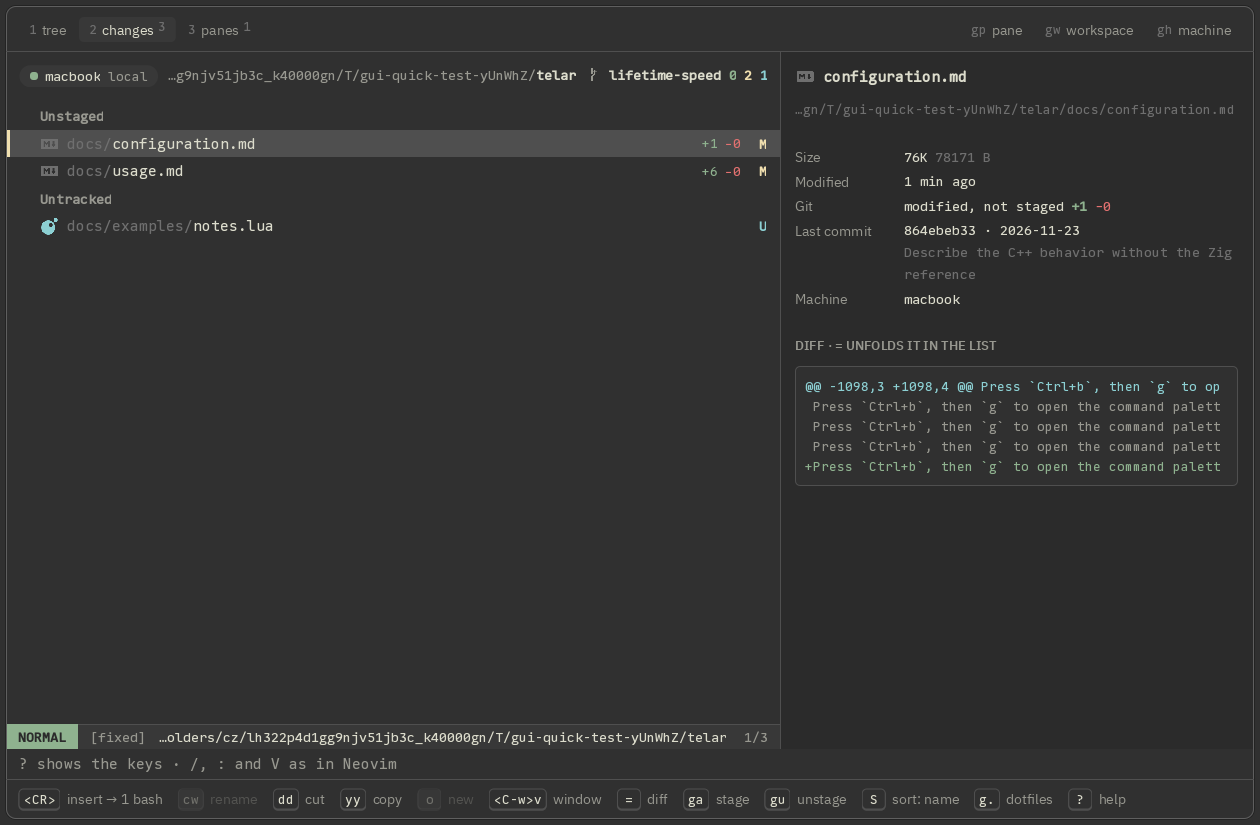 1 tree 2 changes 3 3 panes 1 gp pane gw workspace gh machine
macbook local …g9njv51jb3c_k40000gn/T/gui-quick-test-yUnWhZ/telar lifetime-speed 0 2 1
Unstaged
docs/configuration.md +1 -0 M
docs/usage.md +6 -0 M
Untracked
docs/examples/notes.lua U
configuration.md
…gn/T/gui-quick-test-yUnWhZ/telar/docs/configuration.md
Size 76K 78171 B
Modified 1 min ago
Git modified, not staged +1 -0
Last commit 864ebeb33 · 2026-11-23
Describe the C++ behavior without the Zig
reference
Machine macbook
DIFF · = UNFOLDS IT IN THE LIST
@@ -1098,3 +1098,4 @@ Press `Ctrl+b`, then `g` to op
Press `Ctrl+b`, then `g` to open the command palett
Press `Ctrl+b`, then `g` to open the command palett
Press `Ctrl+b`, then `g` to open the command palett
+Press `Ctrl+b`, then `g` to open the command palett
NORMAL [fixed] …olders/cz/lh322p4d1gg9njv51jb3c_k40000gn/T/gui-quick-test-yUnWhZ/telar 1/3
? shows the keys · /, : and V as in Neovim
<CR> insert → 1 bash cw rename dd cut yy copy o new <C-w>v window = diff ga stage gu unstage S sort: name g. dotfiles ? help